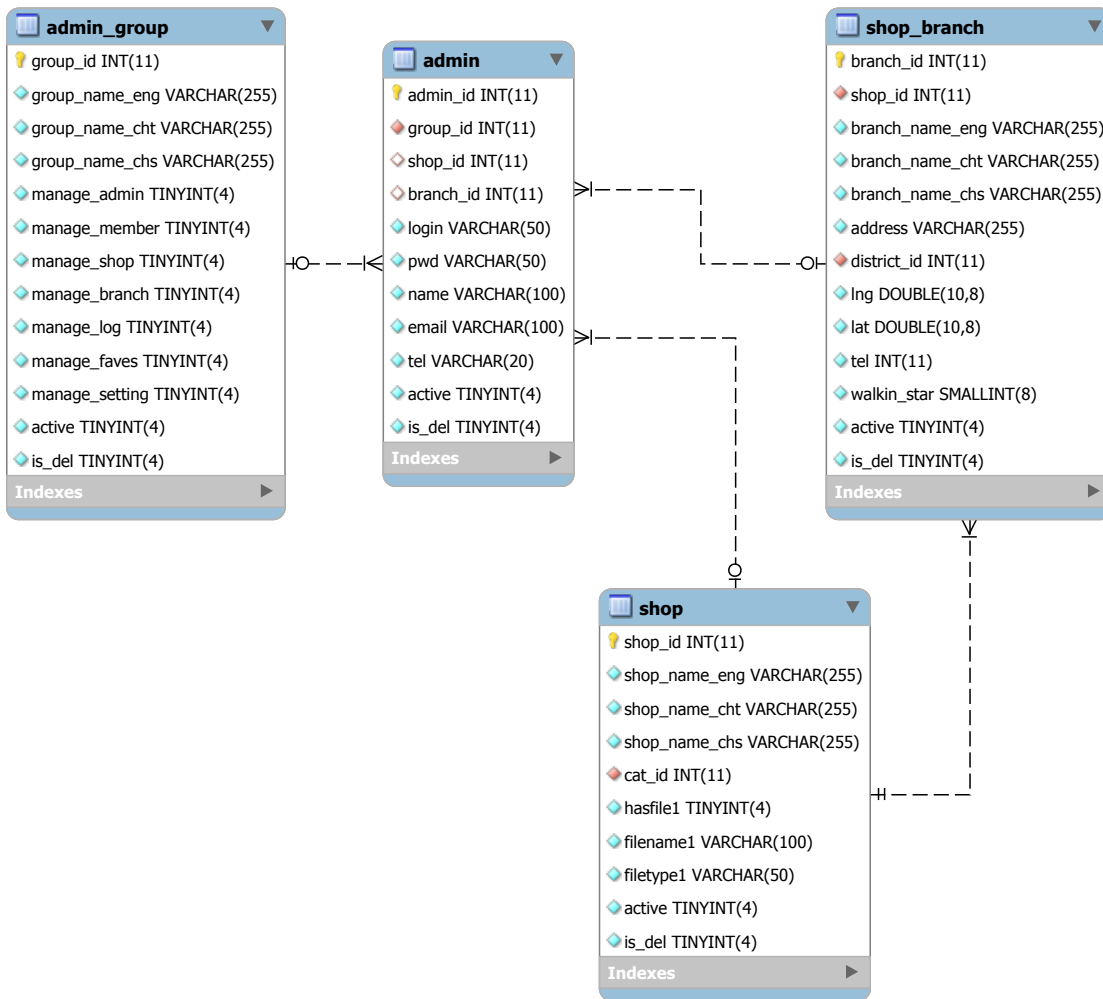 admin_group
group_id INT(11)
group_name_eng VARCHAR(255)
group_name_cht VARCHAR(255)
group_name_chs VARCHAR(255)
manage_admin TINYINT(4)
manage_member TINYINT(4)
manage_shop TINYINT(4)
manage_branch TINYINT(4)
manage_log TINYINT(4)
manage_faves TINYINT(4)
manage_setting TINYINT(4)
active TINYINT(4)
is_del TINYINT(4)
Indexes
admin
admin_id INT(11)
group_id INT(11)
shop_id INT(11)
branch_id INT(11)
login VARCHAR(50)
pwd VARCHAR(50)
name VARCHAR(100)
email VARCHAR(100)
tel VARCHAR(20)
active TINYINT(4)
is_del TINYINT(4)
Indexes
shop_branch
branch_id INT(11)
shop_id INT(11)
branch_name_eng VARCHAR(255)
branch_name_cht VARCHAR(255)
branch_name_chs VARCHAR(255)
address VARCHAR(255)
district_id INT(11)
lng DOUBLE(10,8)
lat DOUBLE(10,8)
tel INT(11)
walkin_star SMALLINT(8)
active TINYINT(4)
is_del TINYINT(4)
Indexes
shop
shop_id INT(11)
shop_name_eng VARCHAR(255)
shop_name_cht VARCHAR(255)
shop_name_chs VARCHAR(255)
cat_id INT(11)
hasfile1 TINYINT(4)
filename1 VARCHAR(100)
filetype1 VARCHAR(50)
active TINYINT(4)
is_del TINYINT(4)
Indexes